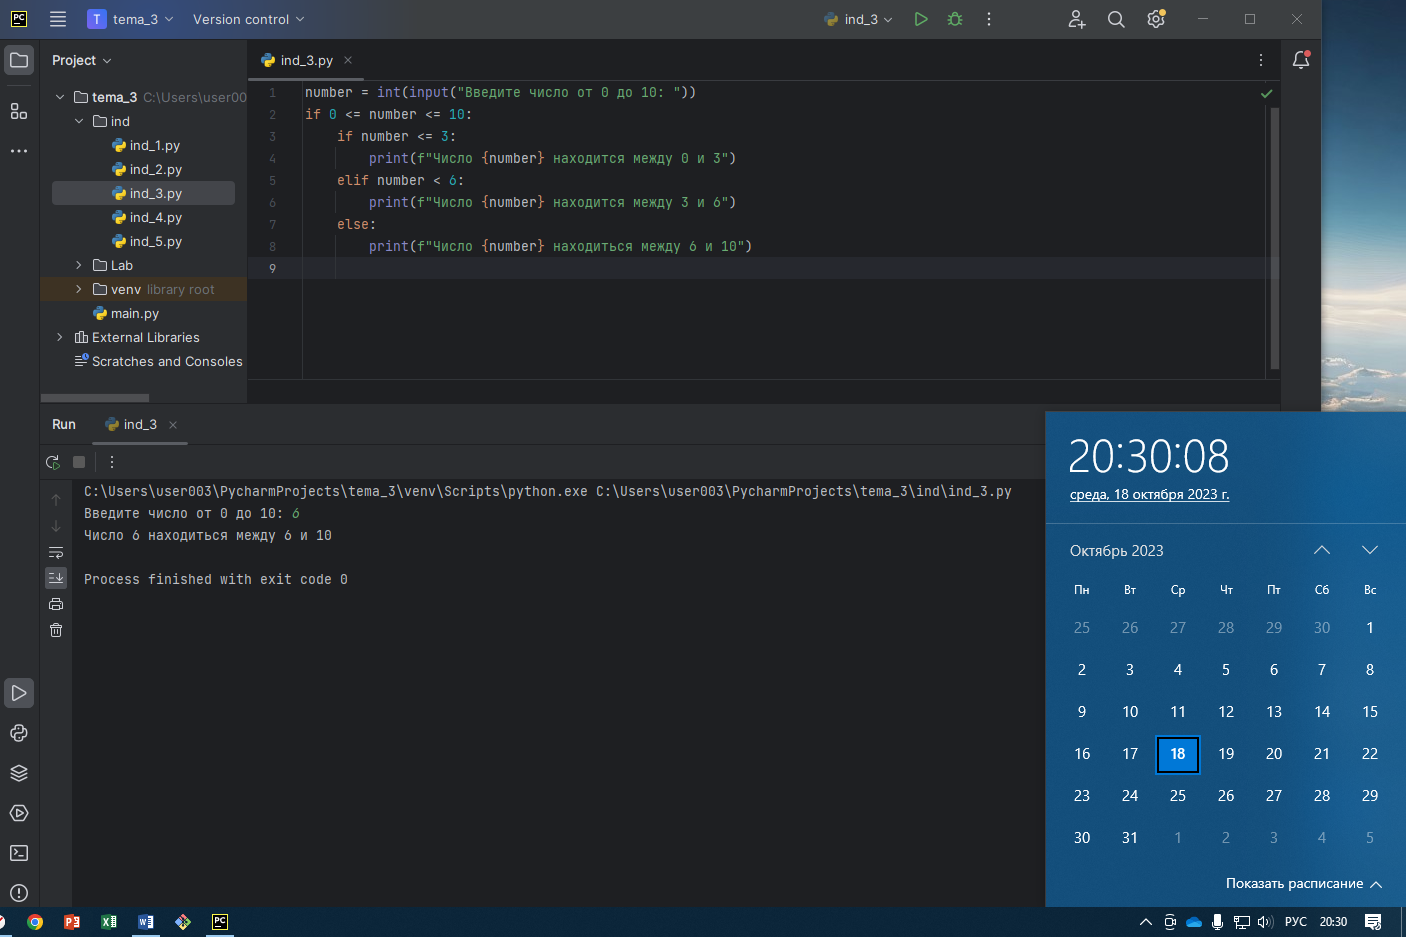 PC T tema_3 Version control ind_3
Project
ind_3.py
tema_3 C:\Users\user00
ind
ind_1.py
ind_2.py
ind_3.py
ind_4.py
ind_5.py
Lab
venv library root
main.py
External Libraries
Scratches and Consoles
1 number = int(input("Введите число от 0 до 10: "))
2 if 0 <= number <= 10:
3 if number <= 3:
4 print(f"Число {number} находится между 0 и 3")
5 elif number < 6:
6 print(f"Число {number} находится между 3 и 6")
7 else:
8 print(f"Число {number} находиться между 6 и 10")
9
Run ind_3
C:\Users\user003\PycharmProjects\tema_3\venv\Scripts\python.exe C:\Users\user003\PycharmProjects\tema_3\ind\ind_3.py
Введите число от 0 до 10: 6
Число 6 находиться между 6 и 10
Process finished with exit code 0
20:30:08
среда, 18 октября 2023 г.
Октябрь 2023
Пн Вт Ср Чт Пт Сб Вс
25 26 27 28 29 30 1
2 3 4 5 6 7 8
9 10 11 12 13 14 15
16 17 18 19 20 21 22
23 24 25 26 27 28 29
30 31 1 2 3 4 5
Показать расписание
РУС 20:30